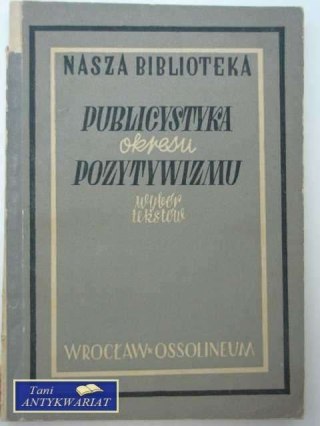 NASZA BIBLIOTEKA
PUBLICYSTYKA
okresu
POZYTYWIZMU
wybór
tekstów
WROCŁAW OSSOLINEUM
Tani
ANTYKWARIAT